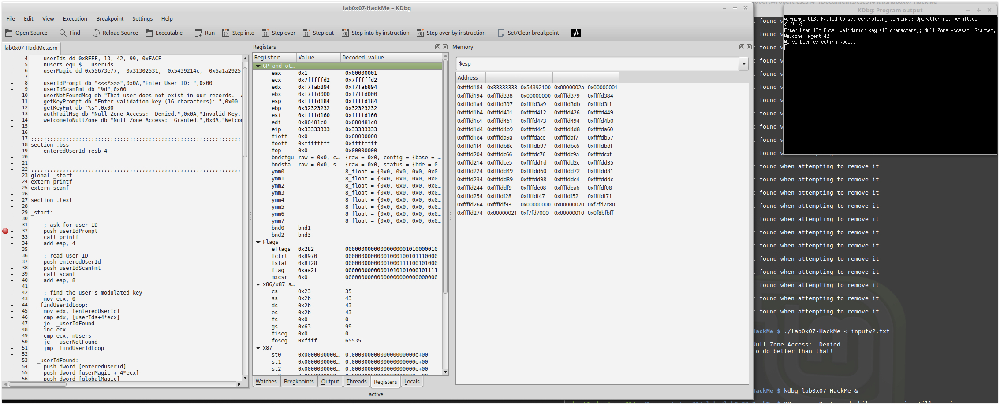 lab0x07-HackMe – KDbg
File Edit View Execution Breakpoint Settings Help
Open Source Find Reload Source Executable Run Step into Step over Step out Step into by instruction Step over by instruction Set/Clear breakpoint
lab0x07-HackMe.asm
+ 4 userIds dd 0xBEEF, 13, 42, 99, 0xFACE
+ 5 nUsers equ $ - userIds
+ 6 userMagic dd 0x55673e77, 0x31302531, 0x5439214c, 0x6a1a2925
+ 7
+ 8 userIdPrompt db "<<<*>>>",0x0A,"Enter User ID: ",0x00
+ 9 userIdScanFmt db "%d",0x00
+ 10 userNotFoundMsg db "That user does not exist in our records.
+ 11 getKeyPrompt db "Enter validation key (16 characters): ",0x00
+ 12 getKeyFmt db "%s",0x00
+ 13 authFailMsg db "Null Zone Access:  Denied.",0x0A,"Invalid Key.
+ 14 welcomeToNullZone db "Null Zone Access:  Granted.",0x0A,"Welcom
+ 15
+ 16
+ 17 ;;;;;;;;;;;;;;;;;;;;;;;;;;;;;;;;;;;;;;;;;;;;;;;;;;;;;;;;;;;;;;;;;;;
+ 18 section .bss
+ 19 enteredUserId resb 4
+ 20
+ 21
+ 22 ;;;;;;;;;;;;;;;;;;;;;;;;;;;;;;;;;;;;;;;;;;;;;;;;;;;;;;;;;;;;;;;;;;;
+ 23 global _start
+ 24 extern printf
+ 25 extern scanf
+ 26
+ 27 section .text
+ 28
+ 29 _start:
+ 30
+ 31 ; ask for user ID
+ 32 push userIdPrompt
+ 33 call printf
+ 34 add esp, 4
+ 35
+ 36 ; read user ID
+ 37 push enteredUserId
+ 38 push userIdScanFmt
+ 39 call scanf
+ 40 add esp, 8
+ 41
+ 42 ; find the user's modulated key
+ 43 mov ecx, 0
+ 44 _findUserIdLoop:
+ 45 mov edx, [enteredUserId]
+ 46 cmp edx, [userIds+4*ecx]
+ 47 je _userIdFound
+ 48 inc ecx
+ 49 cmp ecx, nUsers
+ 50 je _userNotFound
+ 51 jmp _findUserIdLoop
+ 52
+ 53 _userIdFound:
+ 54 push dword [enteredUserId]
+ 55 push dword [userMagic + 4*ecx]
+ 56 push dword [globalMagic]
Registers
Register Value Decoded value
GP and ot...
eax 0x1 0x00000001
ecx 0x7fffffd2 0x7fffffd2
edx 0xf7fab894 0xf7fab894
ebx 0xf7ffd000 0xf7ffd000
esp 0xffffd184 0xffffd184
ebp 0x32323232 0x32323232
esi 0xffffd160 0xffffd160
edi 0x80481c0 0x080481c0
eip 0x33333333 0x33333333
fioff 0x0 0x00000000
fooff 0xffffffff 0xffffffff
fop 0x0 0x00000000
bndcfgu raw = 0x0, c... {raw = 0x0, config = {base = ...
bndsta... raw = 0x0, s... {raw = 0x0, status = {bde = 0...
ymm0 8_float = {0x0, 0x0, 0x0, 0x0...
ymm1 8_float = {0x0, 0x0, 0x0, 0x0...
ymm2 8_float = {0x0, 0x0, 0x0, 0x0...
ymm3 8_float = {0x0, 0x0, 0x0, 0x0...
ymm4 8_float = {0x0, 0x0, 0x0, 0x0...
ymm5 8_float = {0x0, 0x0, 0x0, 0x0...
ymm6 8_float = {0x0, 0x0, 0x0, 0x0...
ymm7 8_float = {0x0, 0x0, 0x0, 0x0...
bnd0 bnd1
bnd2 bnd3
Flags
eflags 0x282 00000000000000000001010000010
fctrl 0x8970 00000000000001000100101110000
fstat 0x8f28 00000000000001000111100101000
ftag 0xaa2f 00000000000001010101000101111
mxcsr 0x0 00000000000000000000000000000
x86/x87 s...
cs 0x23 35
ss 0x2b 43
ds 0x2b 43
es 0x2b 43
fs 0x0 0
gs 0x63 99
fiseg 0x0 0
foseg 0xffff 65535
x87
st0 0x0000000000... 0.00000000000000000000e+00
st1 0x0000000000... 0.00000000000000000000e+00
st2 0x0000000000... 0.00000000000000000000e+00
Watches Breakpoints Output Threads Registers Locals
active
Memory
$esp
Address
0xffffd184 0x33333333 0x54392100 0x0000002a 0x00000001
0xffffd194 0xffffd338 0x00000000 0xffffd379 0xffffd384
0xffffd1a4 0xffffd397 0xffffd3a9 0xffffd3db 0xffffd3f1
0xffffd1b4 0xffffd401 0xffffd412 0xffffd426 0xffffd449
0xffffd1c4 0xffffd461 0xffffd473 0xffffd494 0xffffd4b0
0xffffd1d4 0xffffd4b9 0xffffd4c5 0xffffd4d8 0xffffda60
0xffffd1e4 0xffffda9a 0xffffdace 0xffffdaf7 0xffffdb57
0xffffd1f4 0xffffdb8c 0xffffdb97 0xffffdbc6 0xffffdbdf
0xffffd204 0xffffdc66 0xffffdc76 0xffffdc9a 0xffffdcaf
0xffffd214 0xffffdce5 0xffffdd1d 0xffffdd2c 0xffffdd35
0xffffd224 0xffffdd49 0xffffdd60 0xffffdd72 0xffffdd81
0xffffd234 0xffffdd89 0xffffdd98 0xffffddc4 0xffffdddc
0xffffd244 0xffffddf9 0xffffde08 0xffffdea6 0xffffdf08
0xffffd254 0xffffdf28 0xffffdf47 0xffffdf52 0xffffdf71
0xffffd264 0xffffdf93 0x00000000 0x00000020 0xf7fd7c80
0xffffd274 0x00000021 0xf7fd7000 0x00000010 0x0f8bfbff
KDbg: Program output
warning: GDB: Failed to set controlling terminal: Operation not permitted
<<<*>>>
Enter User ID: Enter validation key (16 characters): Null Zone Access:  Granted.
Welcome, Agent 42
We've been expecting you...
t found w
t found w
t found w
t found w
t found w
t found w
t found w
t found w
t found w
t found w
t found when attempting to remove it
t found when attempting to remove it
t found when attempting to remove it
t found when attempting to remove it
t found when attempting to remove it
t found when attempting to remove it
t found when attempting to remove it
t found when attempting to remove it
t found when attempting to remove it
t found when attempting to remove it
t found when attempting to remove it
t found when attempting to remove it
t found when attempting to remove it
HackMe $ ./lab0x07-HackMe < inputv2.txt
Null Zone Access:  Denied.
to do better than that!
HackMe $ kdbg lab0x07-HackMe &